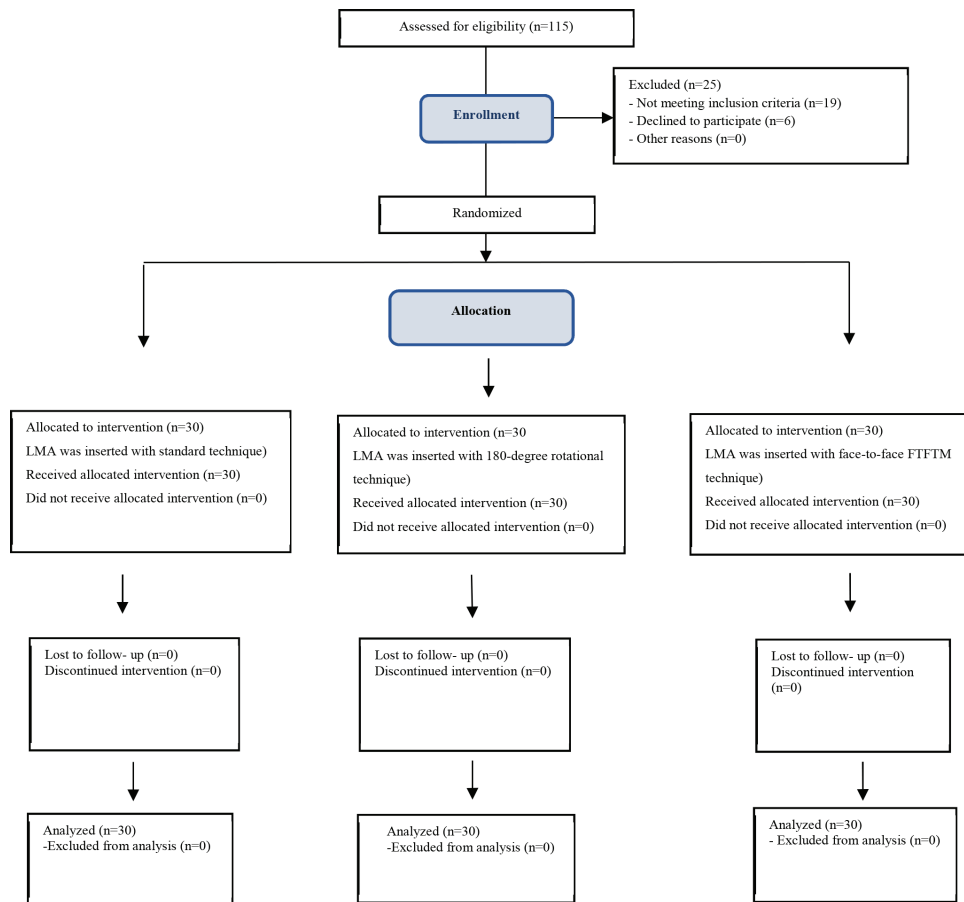 Assessed for eligibility (n=115)
Excluded (n=25)
- Not meeting inclusion criteria (n=19)
- Declined to participate (n=6)
- Other reasons (n=0)
Enrollment
Randomized
Allocation
Allocated to intervention (n=30)
LMA was inserted with standard technique)
Received allocated intervention (n=30)
Did not receive allocated intervention (n=0)
Allocated to intervention (n=30
LMA was inserted with 180-degree rotational
technique)
Received allocated intervention (n=30)
Did not receive allocated intervention (n=0)
Allocated to intervention (n=30)
LMA was inserted with face-to-face FTFTM
technique)
Received allocated intervention (n=30)
Did not receive allocated intervention (n=0)
Lost to follow- up (n=0)
Discontinued intervention (n=0)
Lost to follow- up (n=0)
Discontinued intervention (n=0)
Lost to follow- up (n=0)
Discontinued intervention
(n=0)
Analyzed (n=30)
-Excluded from analysis (n=0)
Analyzed (n=30)
-Excluded from analysis (n=0)
Analyzed (n=30)
- Excluded from analysis (n=0)